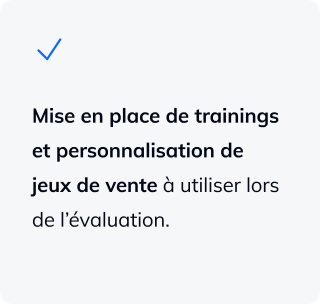 Mise en place de trainings
et personnalisation de
jeux de vente à utiliser lors
de l’évaluation.